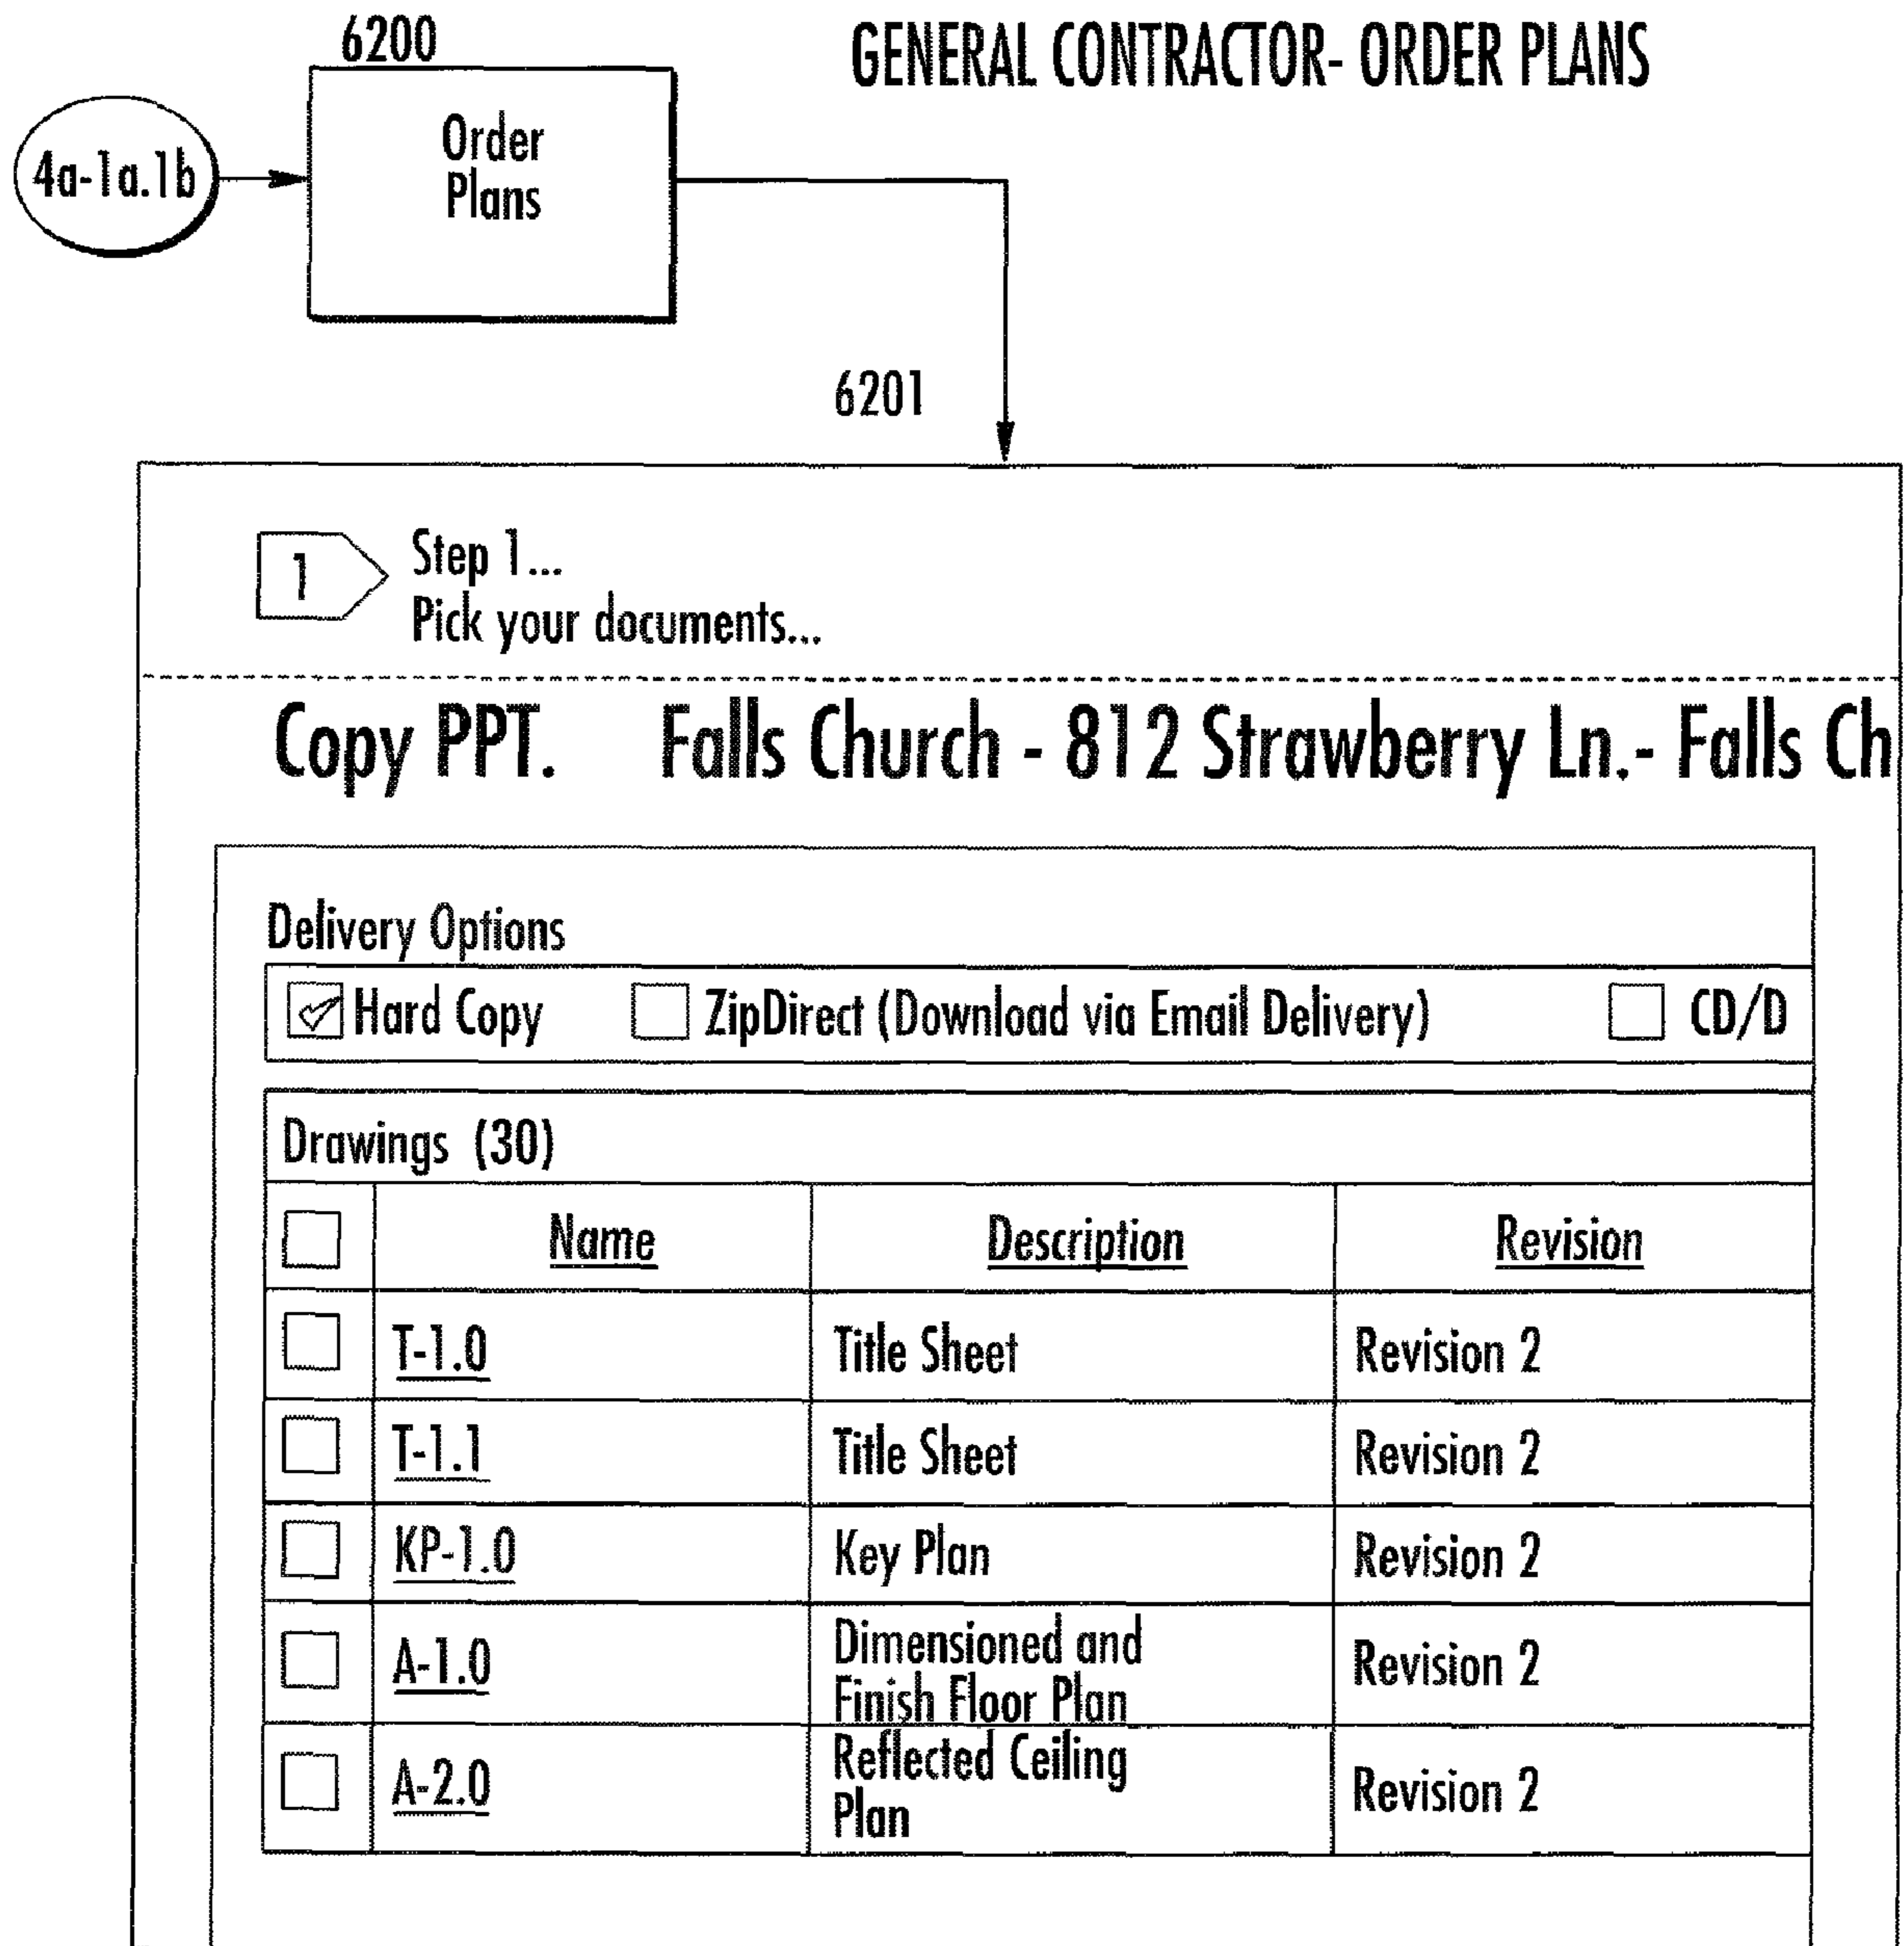 6200
GENERAL CONTRACTOR- ORDER PLANS
4a-1a.1b
Order
Plans
6201
1
Step 1...
Pick your documents...
Copy PPT. Falls Church - 812 Strawberry Ln.- Falls Ch
Delivery Options
Hard Copy ZipDirect (Download via Email Delivery) CD/D
Drawings (30)
Name Description Revision
T-1.0 Title Sheet Revision 2
T-1.1 Title Sheet Revision 2
KP-1.0 Key Plan Revision 2
A-1.0 Dimensioned and
Finish Floor Plan Revision 2
A-2.0 Reflected Ceiling
Plan Revision 2